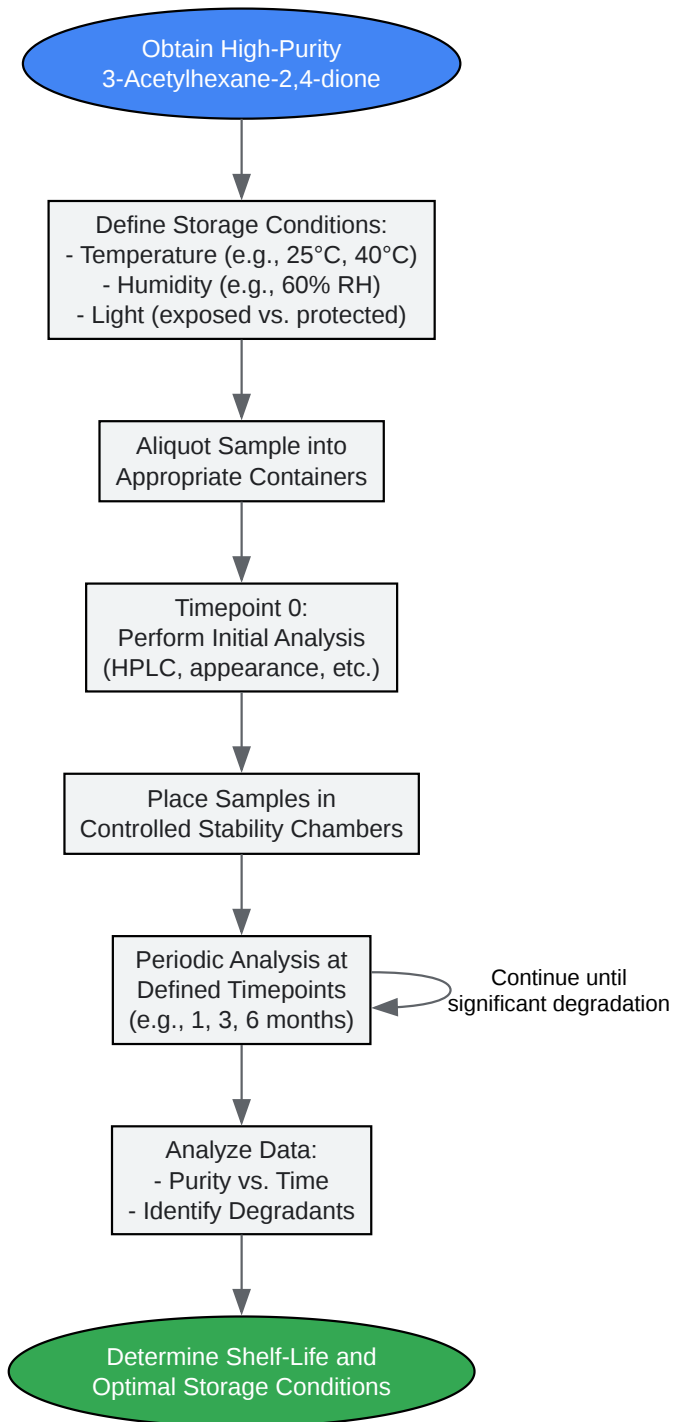 Obtain High-Purity
3-Acetylhexane-2,4-dione
Define Storage Conditions:
- Temperature (e.g., 25°C, 40°C)
- Humidity (e.g., 60% RH)
- Light (exposed vs. protected)
Aliquot Sample into
Appropriate Containers
Timepoint 0:
Perform Initial Analysis
(HPLC, appearance, etc.)
Place Samples in
Controlled Stability Chambers
Periodic Analysis at
Defined Timepoints
(e.g., 1, 3, 6 months)
Continue until
significant degradation
Analyze Data:
- Purity vs. Time
- Identify Degradants
Determine Shelf-Life and
Optimal Storage Conditions